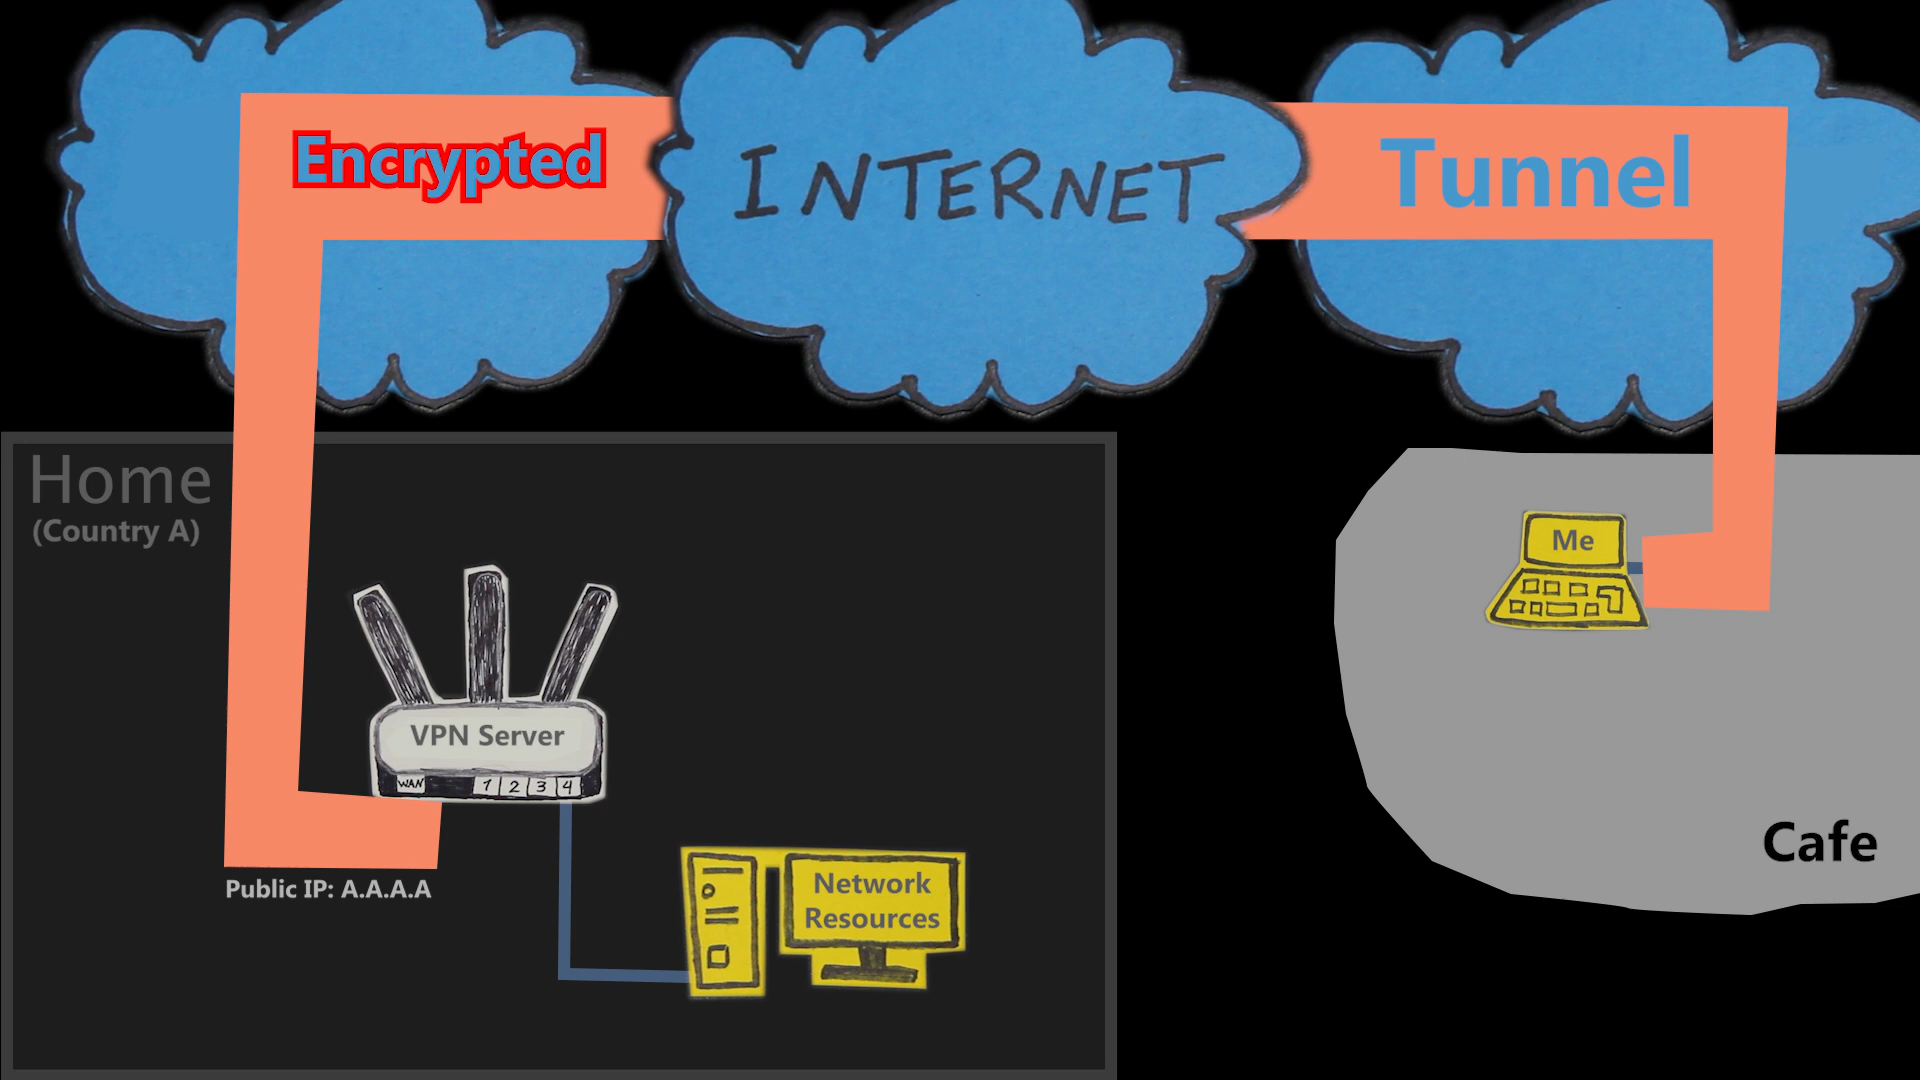 Encrypted
INTERNET
Tunnel
Home
(Country A)
Me
VPN Server
WAN
1 2 3 4
Cafe
Network
Resources
Public IP: A.A.A.A